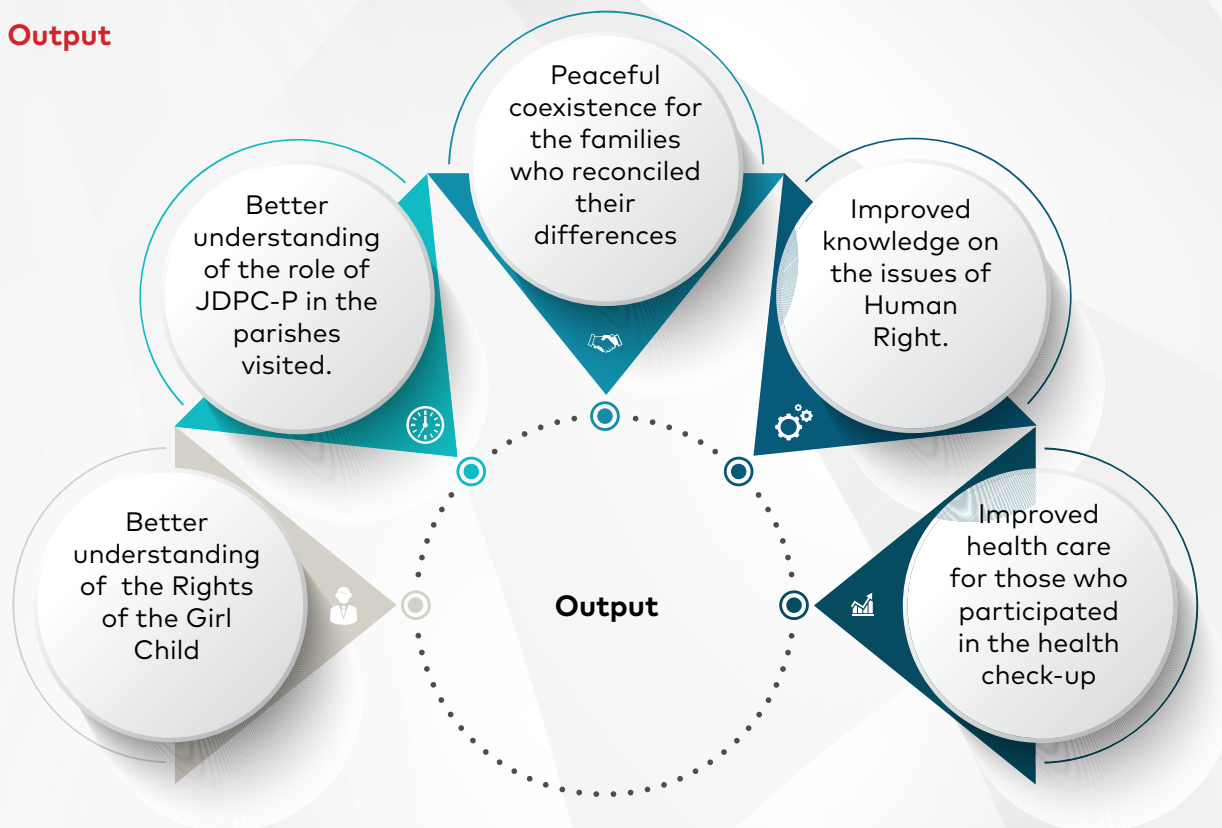 Output
Better
understanding
of the Rights
of the Girl
Child
Better
understanding
of the role of
JDPC-P in the
parishes
visited.
Peaceful
coexistence for
the families
who reconciled
their
differences
Improved
knowledge on
the issues of
Human
Right.
Improved
health care
for those who
participated
in the health
check-up
Output